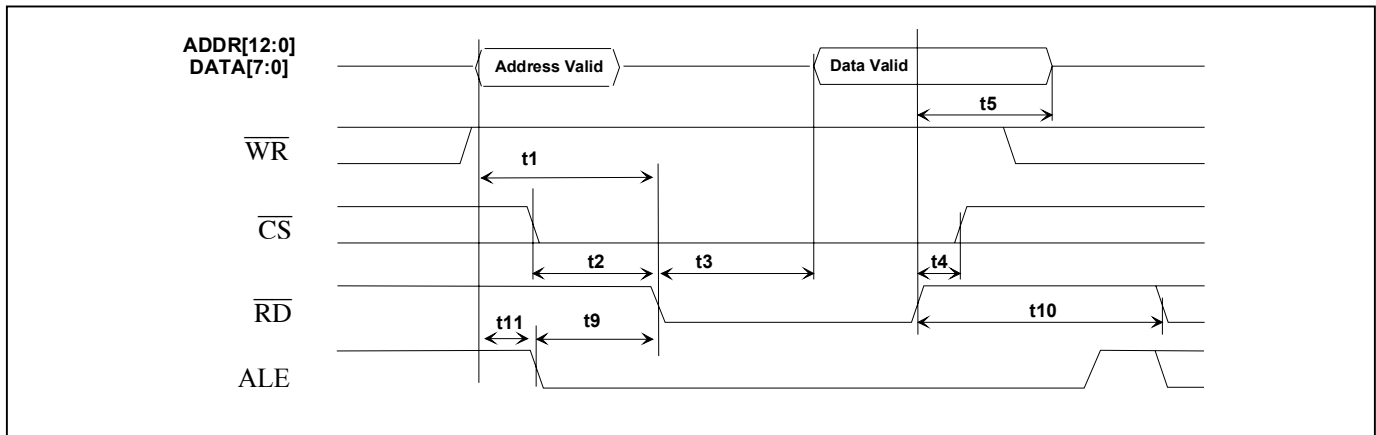 ADDR[12:0]
DATA[7:0]
Address Valid
Data Valid
t5
WR
t1
CS
t2
t3
t4
RD
t11
t9
t10
ALE